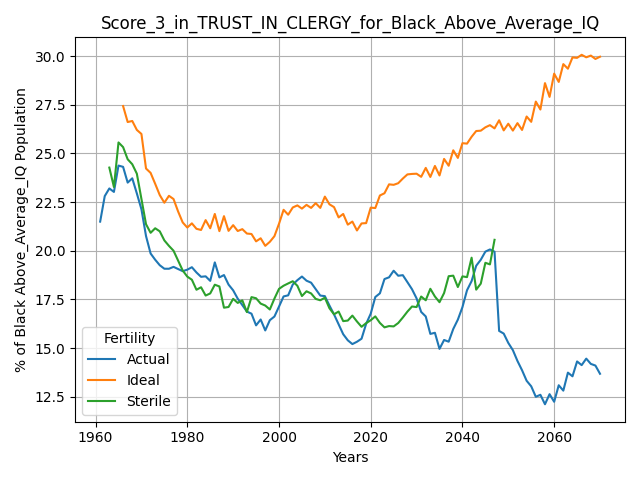 Score_3_in_TRUST_IN_CLERGY_for_Black_Above_Average_IQ
% of Black Above_Average_IQ Population
30.0
27.5
25.0
22.5
20.0
17.5
15.0
12.5
Fertility
Actual
Ideal
Sterile
1960
1980
2000
2020
2040
2060
Years